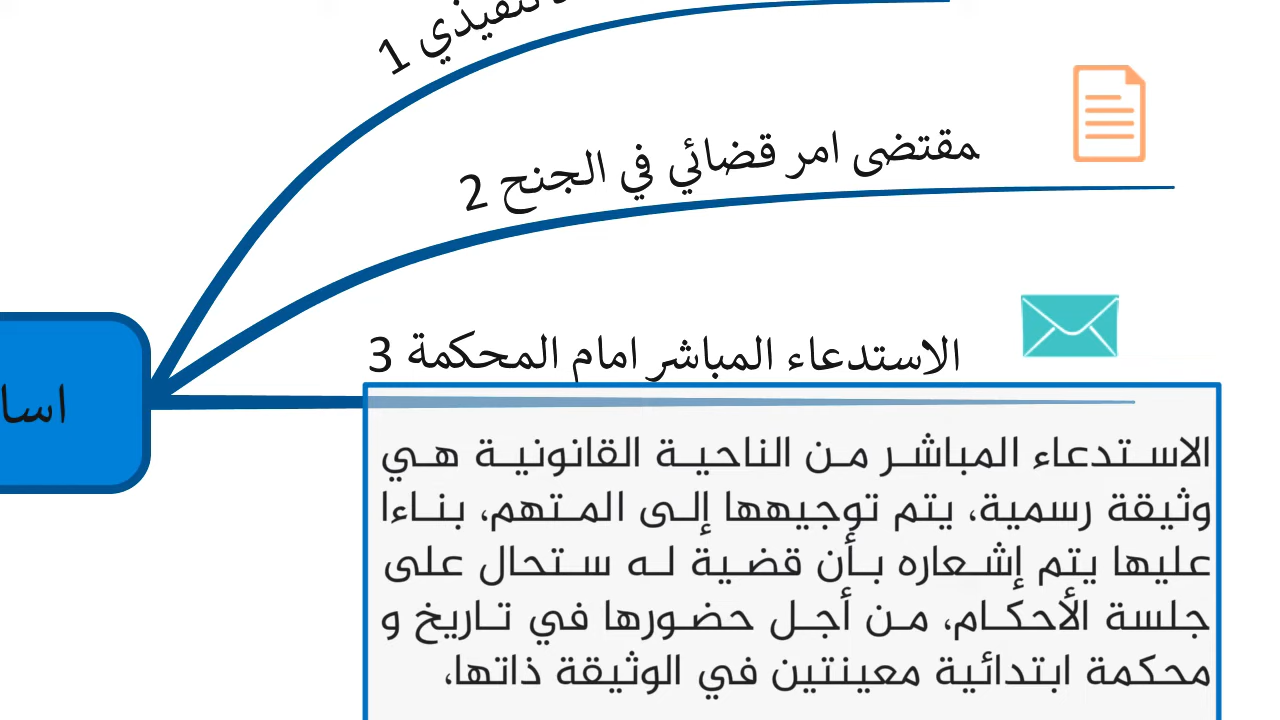 1
مقتضى امر قضائي في الجنح 2
الاستدعاء المباشر امام المحكمة 3
الاستدعاء المباشر من الناحية القانونية هي
وثيقة رسمية، يتم توجيهها إلى المتهم، بناءا
عليها يتم إشعاره بأن قضية له ستحال على
جلسة الأحكام، من أجل حضورها في تاريخ و
محكمة ابتدائية معينتين في الوثيقة ذاتها،